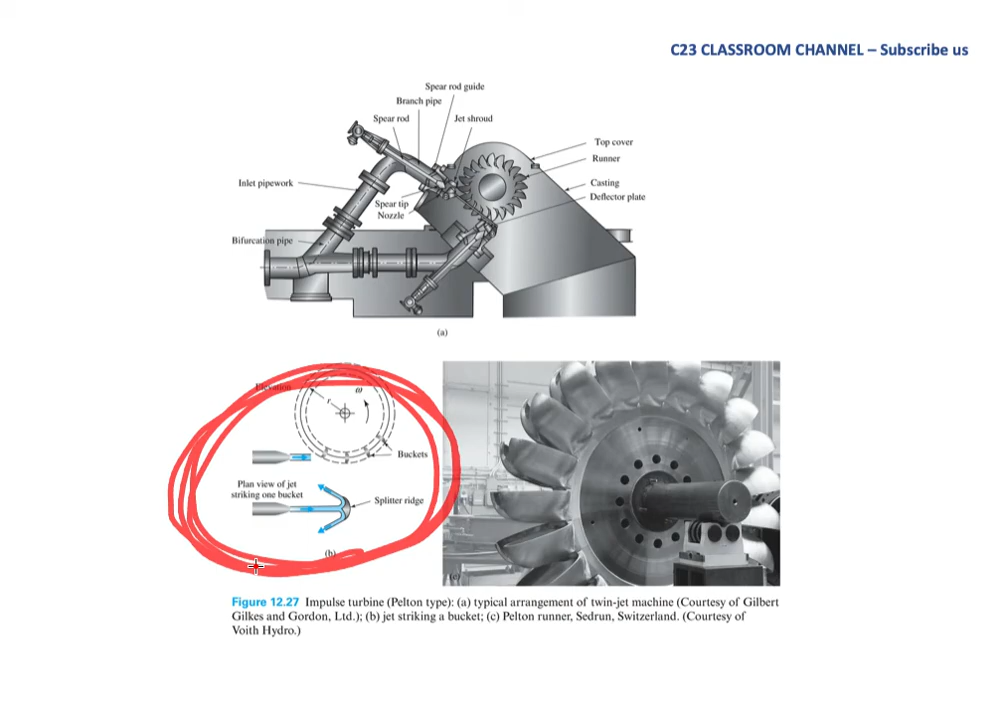 C23 CLASSROOM CHANNEL – Subscribe us
Spear rod guide
Branch pipe
Spear rod
Jet shroud
Top cover
Runner
Inlet pipework
Casting
Deflector plate
Spear tip
Nozzle
Bifurcation pipe
(a)
Elevation
ω
r
Buckets
Plan view of jet
striking one bucket
Splitter ridge
(b)
(c)
Figure 12.27 Impulse turbine (Pelton type): (a) typical arrangement of twin-jet machine (Courtesy of Gilbert
Gilkes and Gordon, Ltd.); (b) jet striking a bucket; (c) Pelton runner, Sedrun, Switzerland. (Courtesy of
Voith Hydro.)